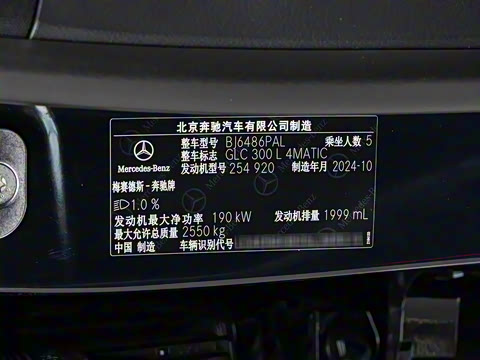 北京奔驰汽车有限公司制造
整车型号 BJ6486PAL 乘坐人数 5
整车标志 GLC 300 L 4MATIC
发动机型号 254 920 制造年月 2024-10
Mercedes-Benz
梅赛德斯-奔驰牌
1.0 %
发动机最大净功率 190 kW 发动机排量 1999 mL
最大允许总质量 2550 kg
中国 制造 车辆识别代号